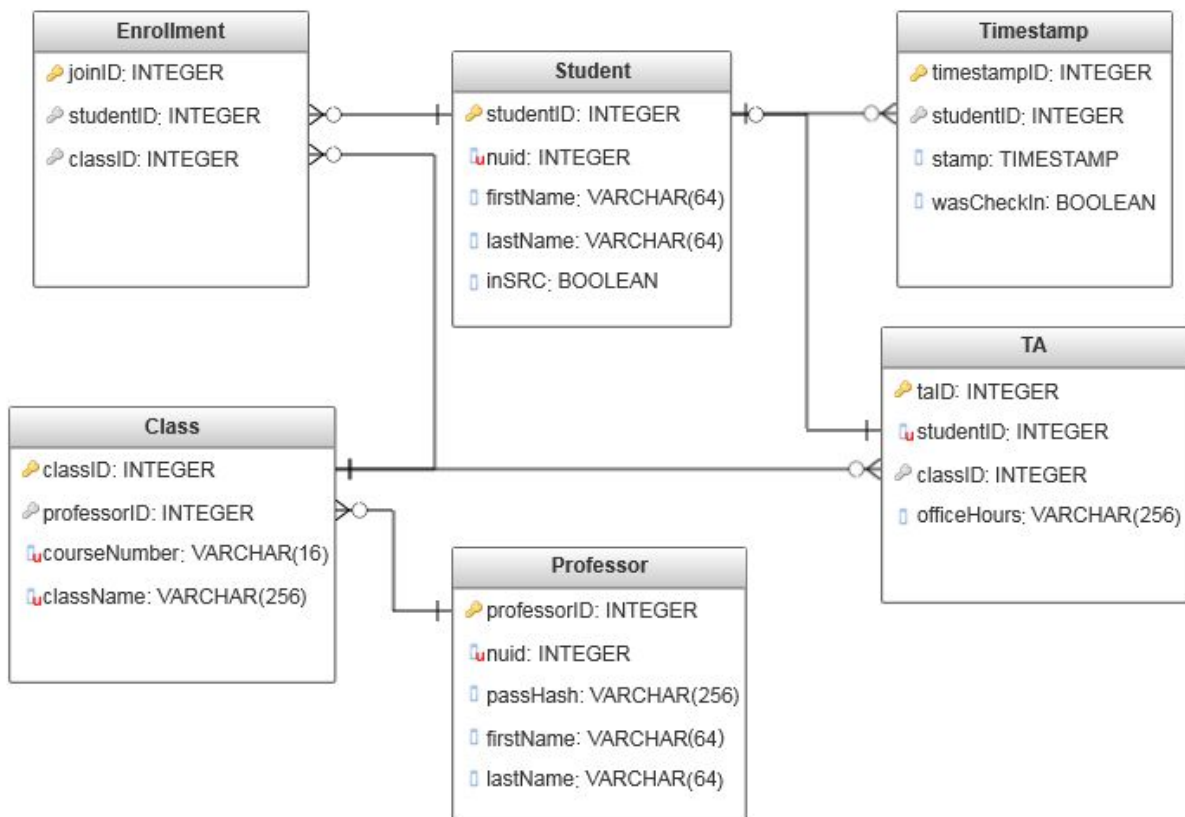 Enrollment
joinID: INTEGER
studentID: INTEGER
classID: INTEGER
Student
studentID: INTEGER
nuid: INTEGER
firstName: VARCHAR(64)
lastName: VARCHAR(64)
inSRC: BOOLEAN
Timestamp
timestampID: INTEGER
studentID: INTEGER
stamp: TIMESTAMP
wasCheckIn: BOOLEAN
TA
taID: INTEGER
studentID: INTEGER
classID: INTEGER
officeHours: VARCHAR(256)
Class
classID: INTEGER
professorID: INTEGER
courseNumber: VARCHAR(16)
className: VARCHAR(256)
Professor
professorID: INTEGER
nuid: INTEGER
passHash: VARCHAR(256)
firstName: VARCHAR(64)
lastName: VARCHAR(64)